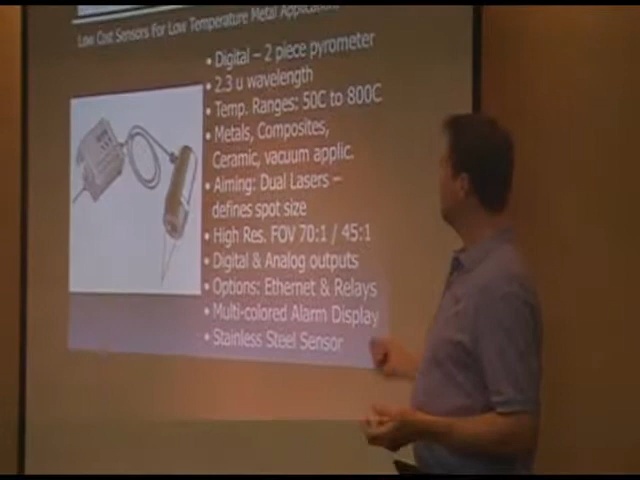 Low Cost Sensors For Low Temperature Metal Applications
• Digital – 2 piece pyrometer
• 2.3 u wavelength
• Temp. Ranges: 50C to 800C
• Metals, Composites,
Ceramic, vacuum applic.
• Aiming: Dual Lasers –
defines spot size
• High Res. FOV 70:1 / 45:1
• Digital & Analog outputs
• Options: Ethernet & Relays
• Multi-colored Alarm Display
• Stainless Steel Sensor